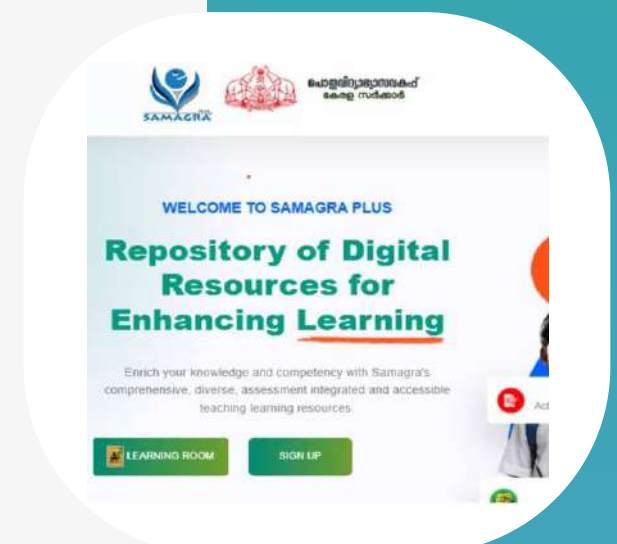 SAMAGRA
പൊതുവിദ്യാഭ്യാസവകുപ്പ്
കേരള സർക്കാർ
WELCOME TO SAMAGRA PLUS
Repository of Digital
Resources for
Enhancing Learning
Enrich your knowledge and competency with Samagra's
comprehensive, diverse, assessment integrated and accessible
teaching learning resources.
LEARNING ROOM
SIGN UP